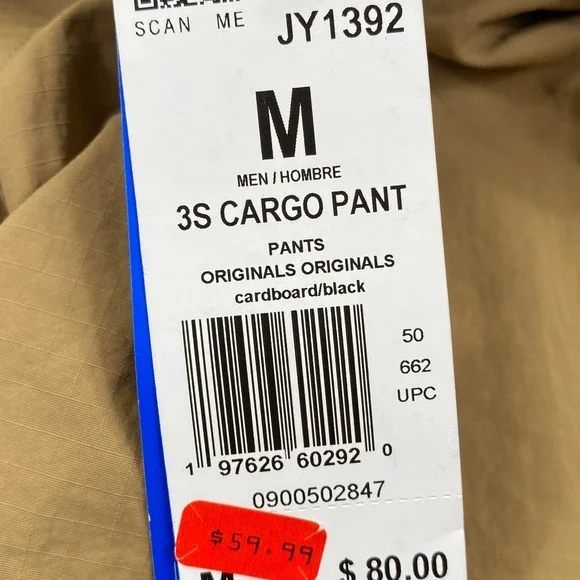 SCAN ME
JY1392
M
MEN / HOMBRE
3S CARGO PANT
PANTS
ORIGINALS ORIGINALS
cardboard/black
50
662
UPC
1 97626 60292 0
0900502847
$59.99
M
$ 80.00